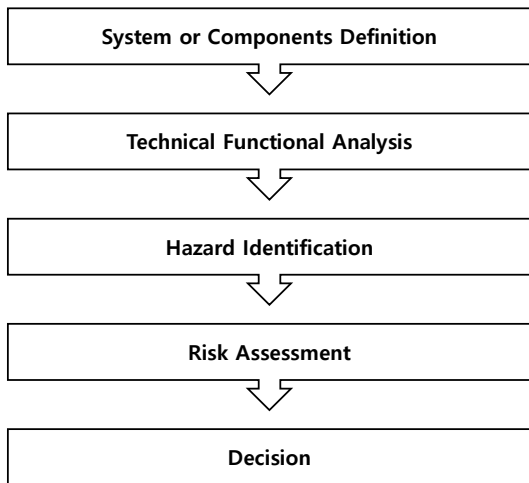 System or Components Definition
Technical Functional Analysis
Hazard Identification
Risk Assessment
Decision